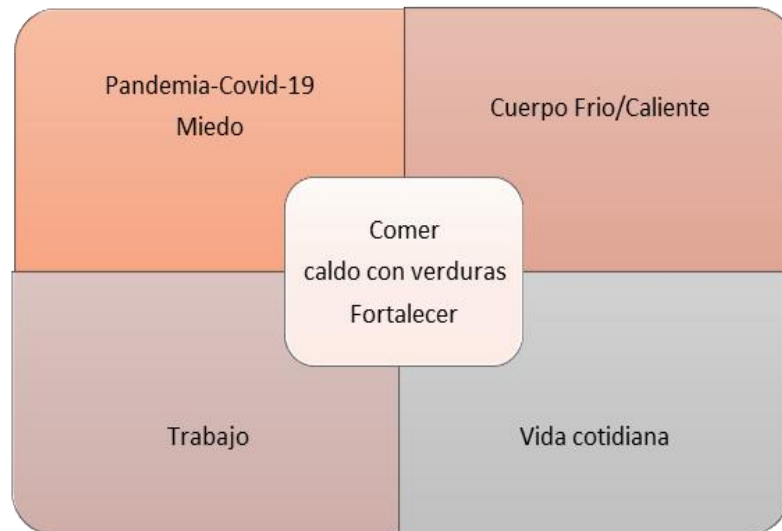 Pandemia-Covid-19
Miedo
Cuerpo Frio/Caliente
Comer
caldo con verduras
Fortalecer
Trabajo
Vida cotidiana